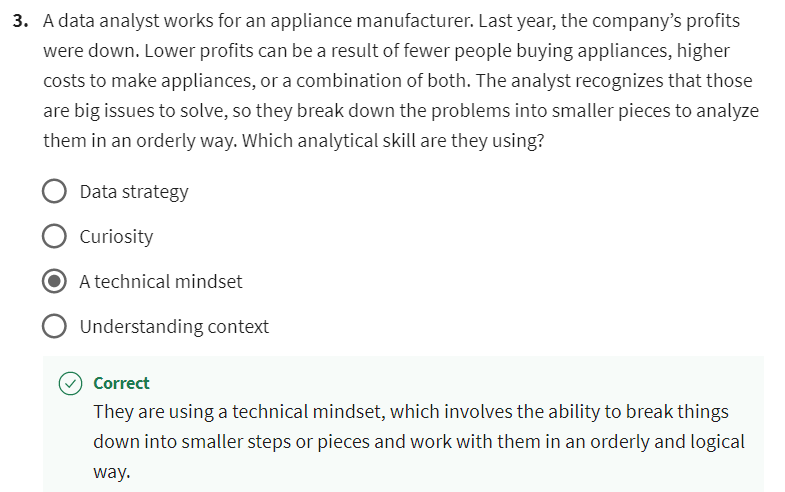 3. A data analyst works for an appliance manufacturer. Last year, the company’s profits
were down. Lower profits can be a result of fewer people buying appliances, higher
costs to make appliances, or a combination of both. The analyst recognizes that those
are big issues to solve, so they break down the problems into smaller pieces to analyze
them in an orderly way. Which analytical skill are they using?
Data strategy
Curiosity
A technical mindset
Understanding context
Correct
They are using a technical mindset, which involves the ability to break things
down into smaller steps or pieces and work with them in an orderly and logical
way.